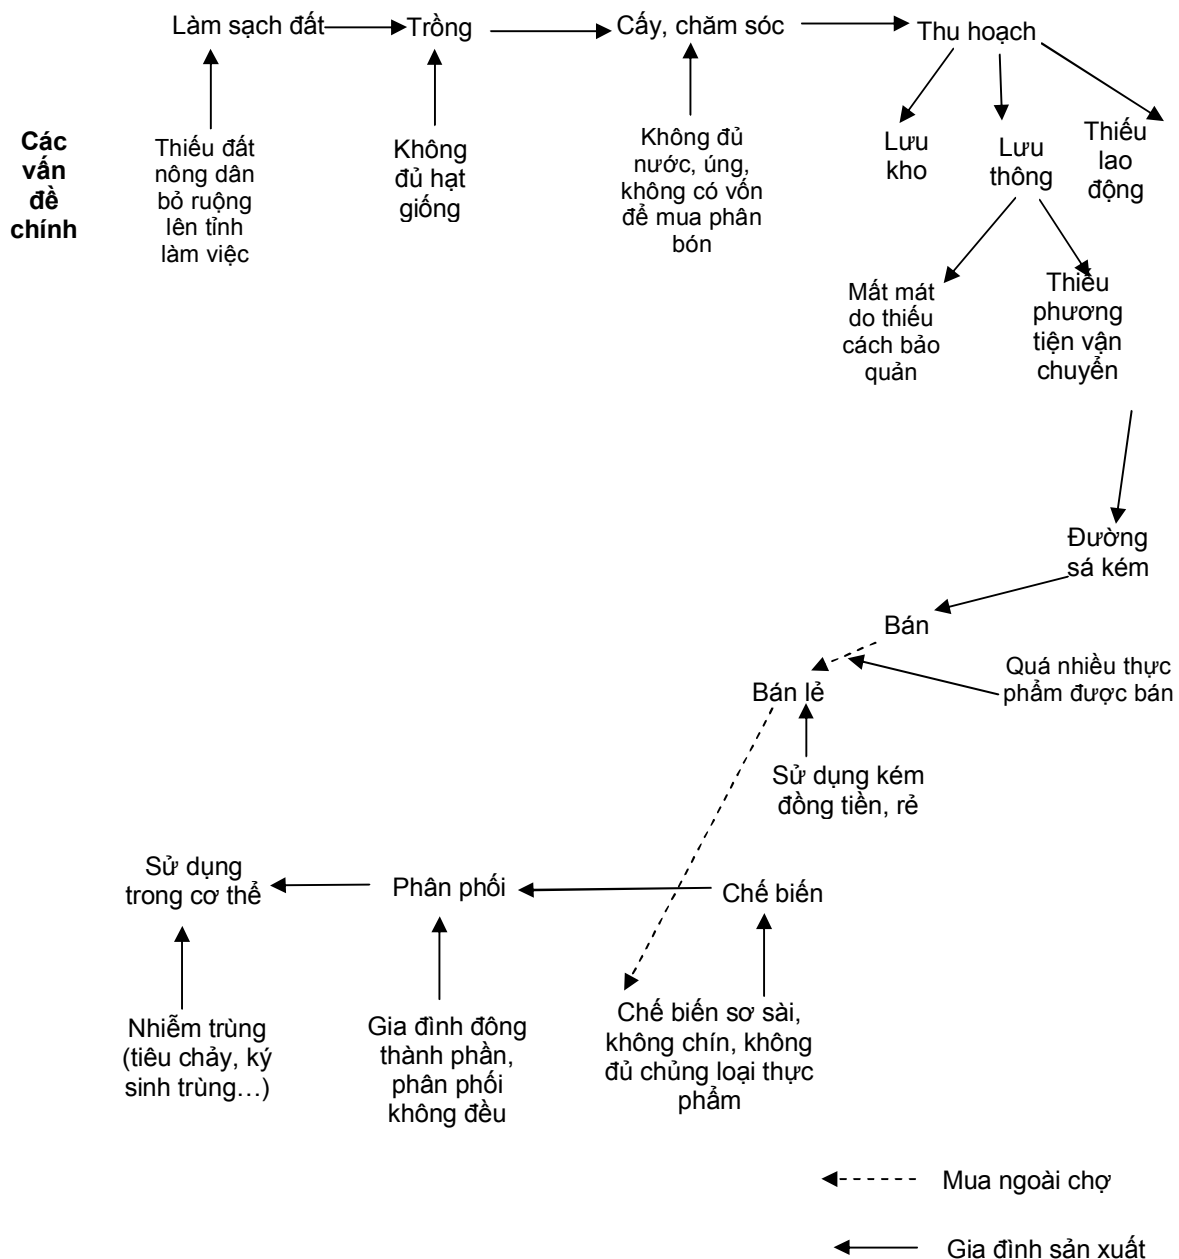 Làm sạch đất
Trồng
Cấy, chăm sóc
Thu hoạch
Các
vấn
đề
chính
Thiếu đất
nông dân
bỏ ruộng
lên tỉnh
làm việc
Không
đủ hạt
giống
Không đủ
nước, úng,
không có vốn
để mua phân
bón
Lưu
kho
Lưu
thông
Thiếu
lao
động
Mất mát
do thiếu
cách bảo
quản
Thiếu
phương
tiện vận
chuyển
Đường
sá kém
Bán
Quá nhiều thực
phẩm được bán
Bán lẻ
Sử dụng kém
đồng tiền, rẻ
Sử dụng
trong cơ thể
Phân phối
Chế biến
Nhiễm trùng
(tiêu chảy, ký
sinh trùng…)
Gia đình đông
thành phần,
phân phối
không đều
Chế biến sơ sài,
không chín, không
đủ chủng loại thực
phẩm
Mua ngoài chợ
Gia đình sản xuất